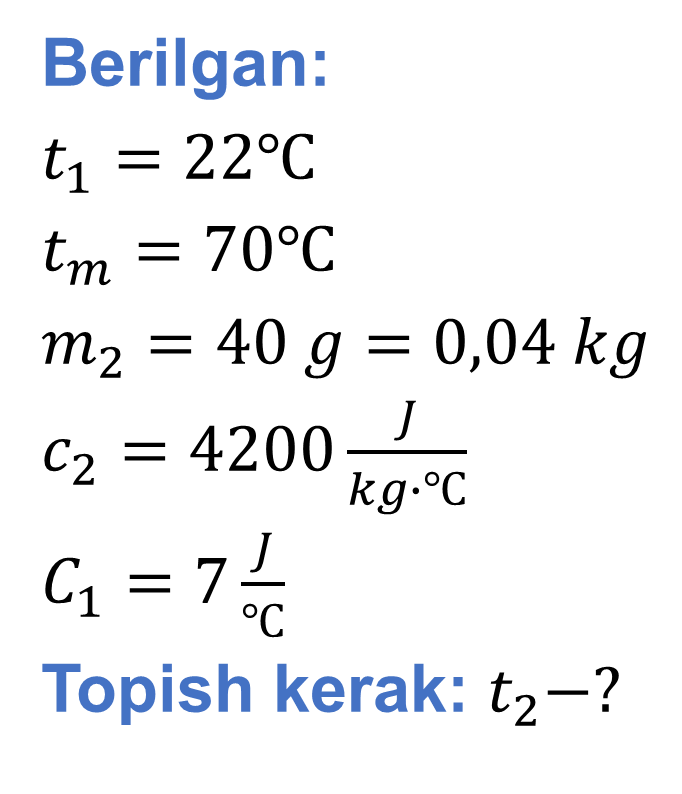 Berilgan:
t₁ = 22°C
tₘ = 70°C
m₂ = 40 g = 0,04 kg
c₂ = 4200 J/kg·°C
C₁ = 7 J/°C
Topish kerak: t₂−?